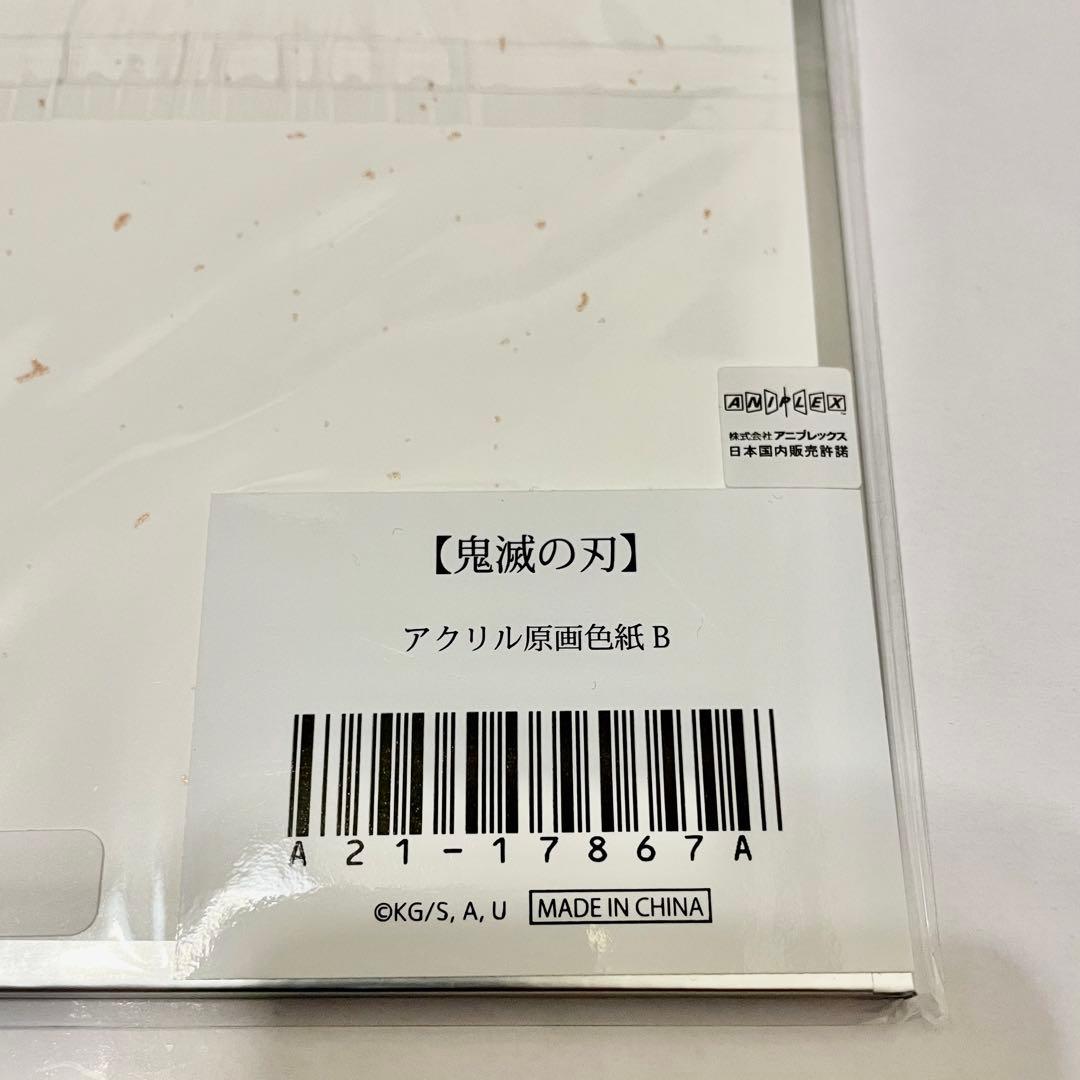 ANIPLEX
株式会社アニプレックス
日本国内販売許諾
【鬼滅の刃】
アクリル原画色紙 B
A21-17867A
©KG/S, A, U MADE IN CHINA